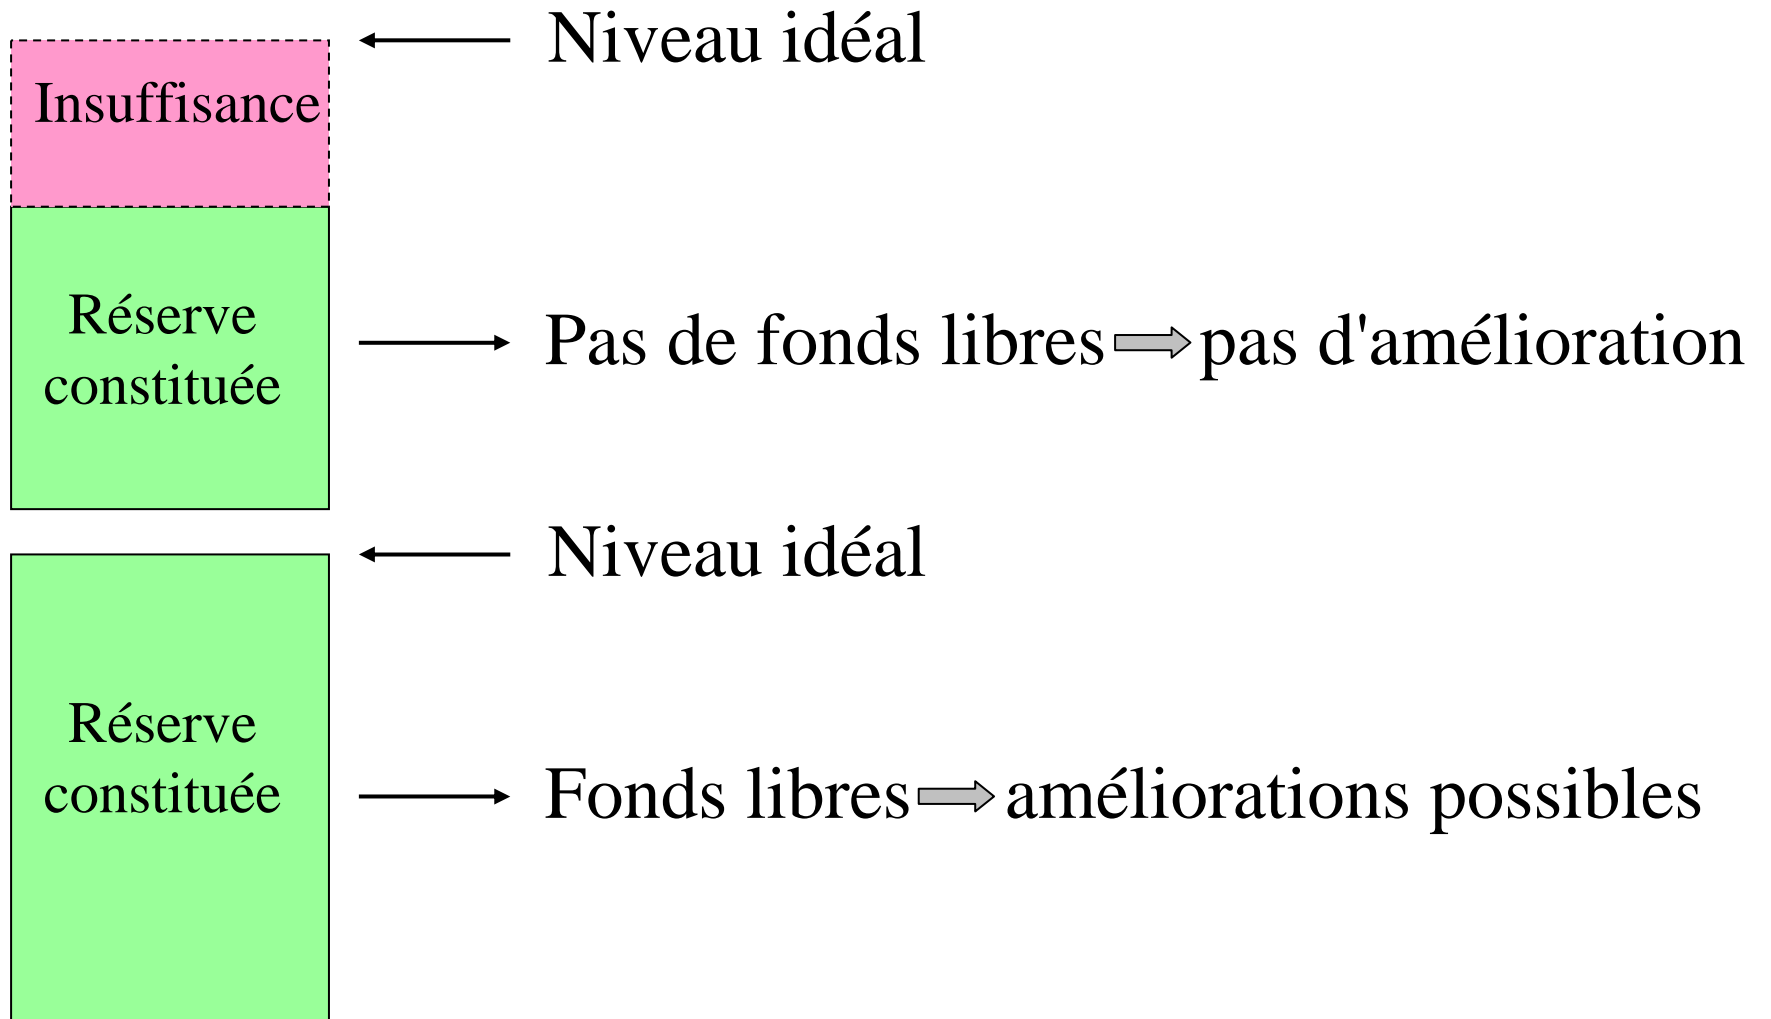 Niveau idéal
Insuffisance
Réserve
constituée
Pas de fonds libres pas d'amélioration
Niveau idéal
Réserve
constituée
Fonds libres améliorations possibles